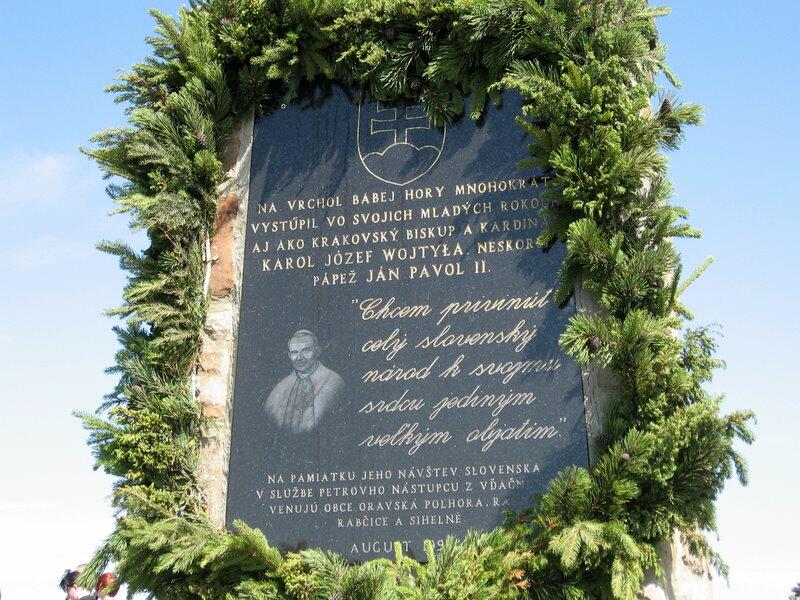 NA VRCHOL BABEJ HORY MNOHOKRÁT
VYSTÚPIL VO SVOJICH MLADÝCH
AJ AKO KRAKOVSKÝ BISKUP A
KAROL JÓZEF WOJTYŁA. NESKÔR
PÁPEŽ JÁN PAVOL II.
"Chcem privinúť
celý slovenský
národ k svojmu
srdcu jediným
veľkým objatím."
NA PAMIATKU JEHO NÁVŠTEV SLOVENSKA
V SLUŽBE PETROVHO NÁSTUPCU Z
VENUJÚ OBCE ORAVSKÁ POLHORA,
RABČICE A SIHELNÉ
AUGUST